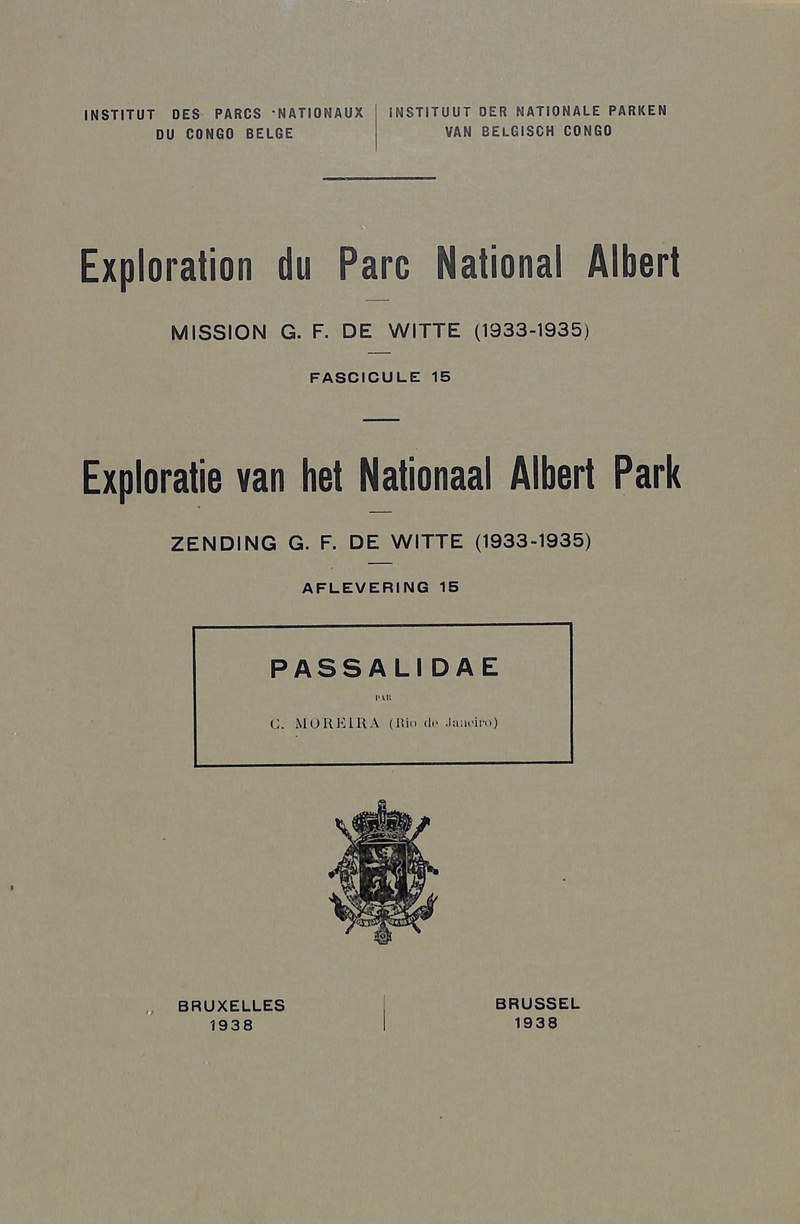 INSTITUT DES PARCS NATIONAUX
DU CONGO BELGE
INSTITUUT DER NATIONALE PARKEN
VAN BELGISCH CONGO
Exploration du Parc National Albert
MISSION G. F. DE WITTE (1933-1935)
FASCICULE 15
Exploratie van het Nationaal Albert Park
ZENDING G. F. DE WITTE (1933-1935)
AFLEVERING 15
PASSALIDAE
PAR
C. MOREIRA (Rio de Janeiro)
BRUXELLES
1938
BRUSSEL
1938